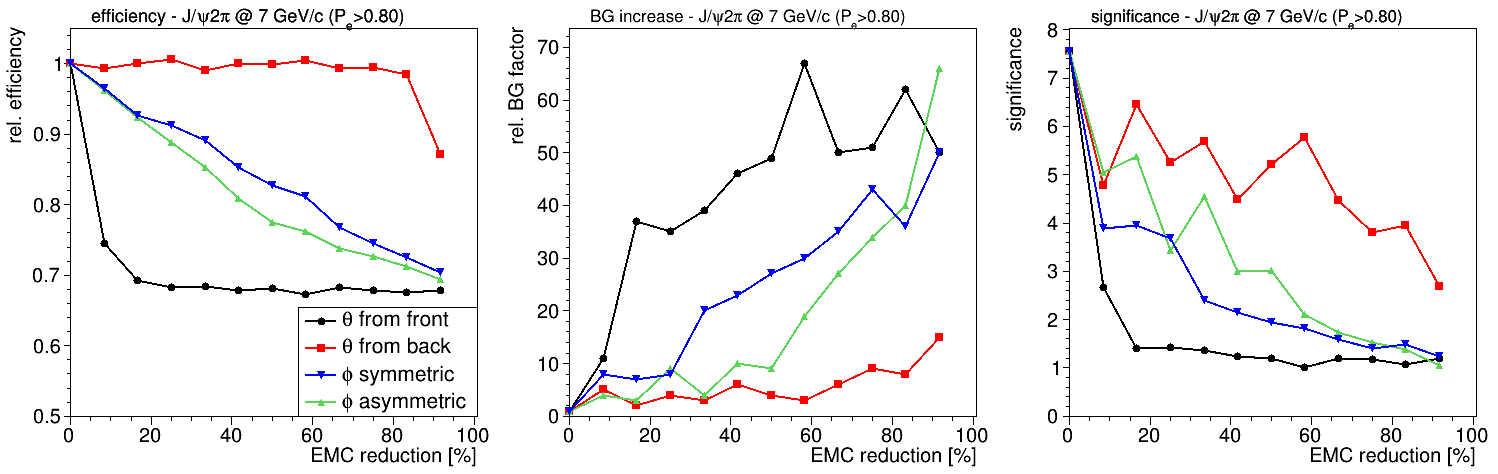 efficiency - J/ψ2π @ 7 GeV/c (Pe>0.80)
rel. efficiency
1
0.9
0.8
0.7
0.6
0.5
0 20 40 60 80 100
EMC reduction [%]
θ from front
θ from back
ϕ symmetric
ϕ asymmetric
BG increase - J/ψ2π @ 7 GeV/c (Pe>0.80)
rel. BG factor
70
60
50
40
30
20
10
0
0 20 40 60 80 100
EMC reduction [%]
significance - J/ψ2π @ 7 GeV/c (Pe>0.80)
significance
8
7
6
5
4
3
2
1
0
0 20 40 60 80 100
EMC reduction [%]